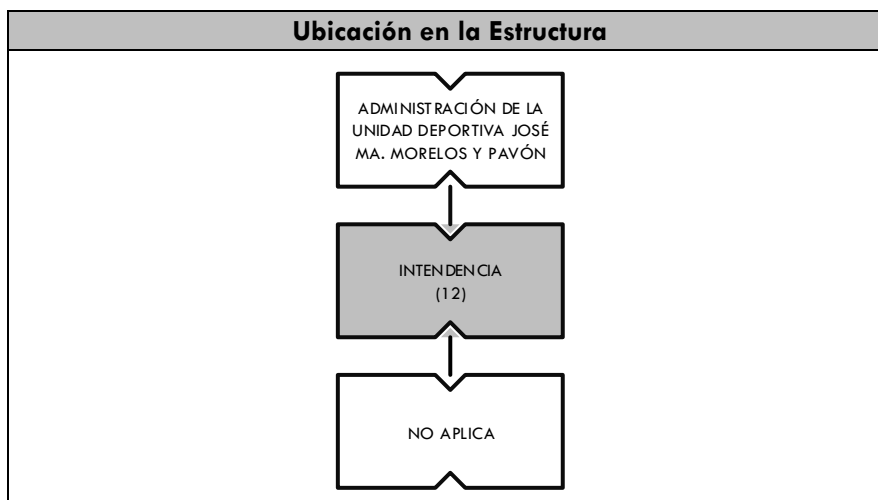 Ubicación en la Estructura
ADMINISTRACIÓN DE LA
UNIDAD DEPORTIVA JOSÉ
MA. MORELOS Y PAVÓN
INTENDENCIA
(12)
NO APLICA